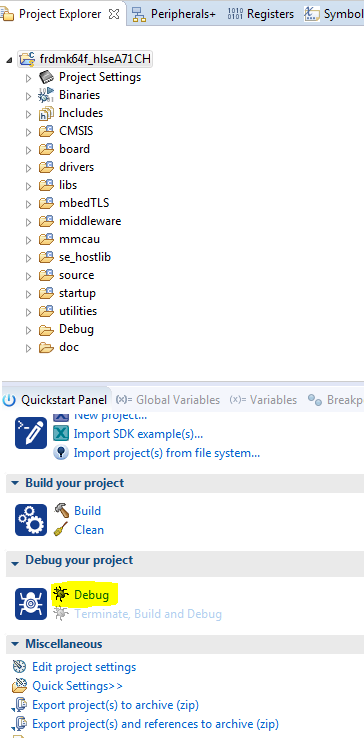 Project Explorer Peripherals+ Registers Symbol
frdmk64f_hlseA71CH
Project Settings
Binaries
Includes
CMSIS
board
drivers
libs
mbedTLS
middleware
mmcau
se_hostlib
source
startup
utilities
Debug
doc
Quickstart Panel (x)= Global Variables (x)= Variables Breakp
New project...
Import SDK example(s)...
Import project(s) from file system...
Build your project
Build
Clean
Debug your project
Debug
Terminate, Build and Debug
Miscellaneous
Edit project settings
Quick Settings>>
Export project(s) to archive (zip)
Export project(s) and references to archive (zip)